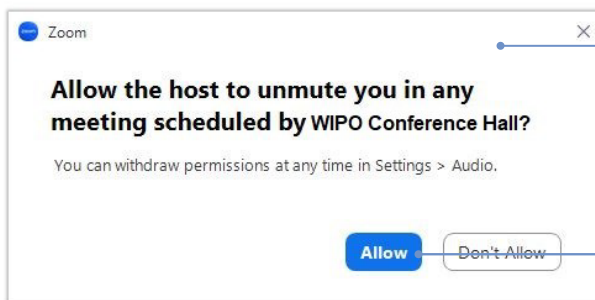 Zoom
Allow the host to unmute you in any
meeting scheduled by WIPO Conference Hall?
You can withdraw permissions at any time in Settings > Audio.
Allow
Don't Allow